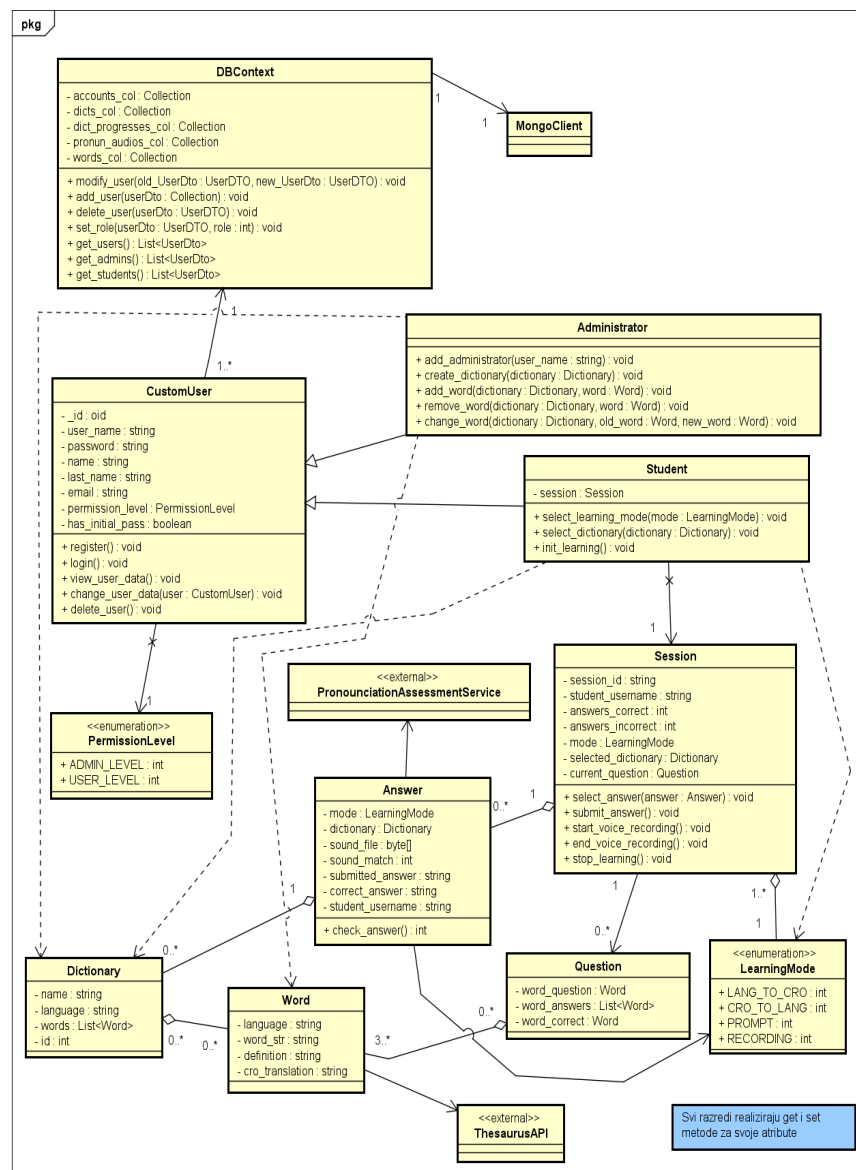 pkg
DBContext
- accounts_col : Collection
- dicts_col : Collection
- dict_progresses_col : Collection
- pronun_audios_col : Collection
- words_col : Collection
+ modify_user(old_UserDto : UserDTO, new_UserDto : UserDTO) : void
+ add_user(userDto : Collection) : void
+ delete_user(userDto : UserDTO) : void
+ set_role(userDto : UserDTO, role : int) : void
+ get_users() : List<UserDto>
+ get_admins() : List<UserDto>
+ get_students() : List<UserDto>
1
1
MongoClient
1
1..*
Administrator
+ add_administrator(user_name : string) : void
+ create_dictionary(dictionary : Dictionary) : void
+ add_word(dictionary : Dictionary, word : Word) : void
+ remove_word(dictionary : Dictionary, word : Word) : void
+ change_word(dictionary : Dictionary, old_word : Word, new_word : Word) : void
CustomUser
- _id : oid
- user_name : string
- password : string
- name : string
- last_name : string
- email : string
- permission_level : PermissionLevel
- has_initial_pass : boolean
+ register() : void
+ login() : void
+ view_user_data() : void
+ change_user_data(user : CustomUser) : void
+ delete_user() : void
Student
- session : Session
+ select_learning_mode(mode : LearningMode) : void
+ select_dictionary(dictionary : Dictionary) : void
+ init_learning() : void
1
1
<<enumeration>>
PermissionLevel
+ ADMIN_LEVEL : int
+ USER_LEVEL : int
<<external>>
PronounciationAssessmentService
Session
- session_id : string
- student_username : string
- answers_correct : int
- answers_incorrect : int
- mode : LearningMode
- selected_dictionary : Dictionary
- current_question : Question
+ select_answer(answer : Answer) : void
+ submit_answer() : void
+ start_voice_recording() : void
+ end_voice_recording() : void
+ stop_learning() : void
Answer
- mode : LearningMode
- dictionary : Dictionary
- sound_file : byte[]
- sound_match : int
- submitted_answer : string
- correct_answer : string
- student_username : string
+ check_answer() : int
1
0..*
1
0..*
1
0..*
1..*
1
Dictionary
- name : string
- language : string
- words : List<Word>
- id : int
0..*
0..*
Word
- language : string
- word_str : string
- definition : string
- cro_translation : string
3..*
0..*
Question
- word_question : Word
- word_answers : List<Word>
- word_correct : Word
<<enumeration>>
LearningMode
+ LANG_TO_CRO : int
+ CRO_TO_LANG : int
+ PROMPT : int
+ RECORDING : int
<<external>>
ThesaurusAPI
Svi razredi realiziraju get i set
metode za svoje atribute